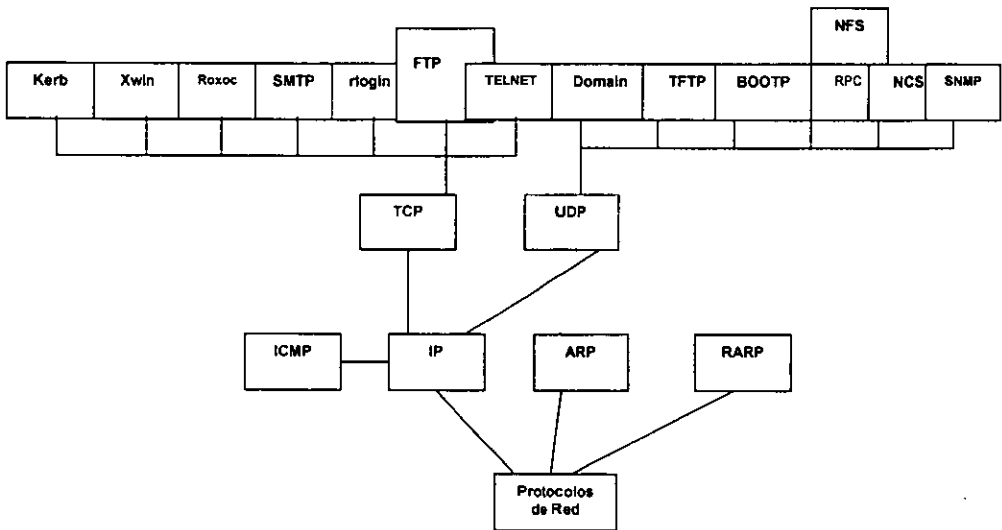 NFS
Kerb
Xwin
Roxoc
SMTP
rlogin
FTP
TELNET
Domain
TFTP
BOOTP
RPC
NCS
SNMP
TCP
UDP
ICMP
IP
ARP
RARP
Protocolos
de Red